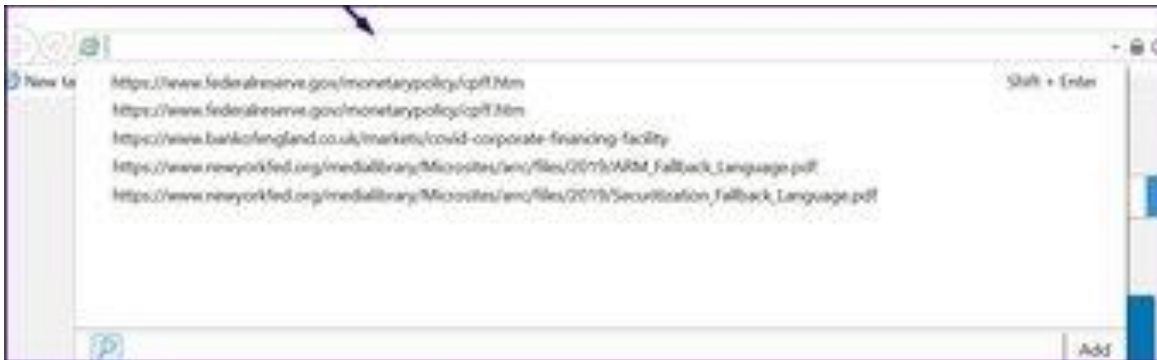 New ta
https://www.federalreserve.gov/monetarypolicy/cpff.htm
Shift + Enter
https://www.federalreserve.gov/monetarypolicy/cpff.htm
https://www.bankofengland.co.uk/markets/covid-corporate-financing-facility
https://www.newyorkfed.org/medialibrary/Microsites/arrc/files/2019/ARM_Fallback_Language.pdf
https://www.newyorkfed.org/medialibrary/Microsites/arrc/files/2019/Securitization_Fallback_Language.pdf
Add